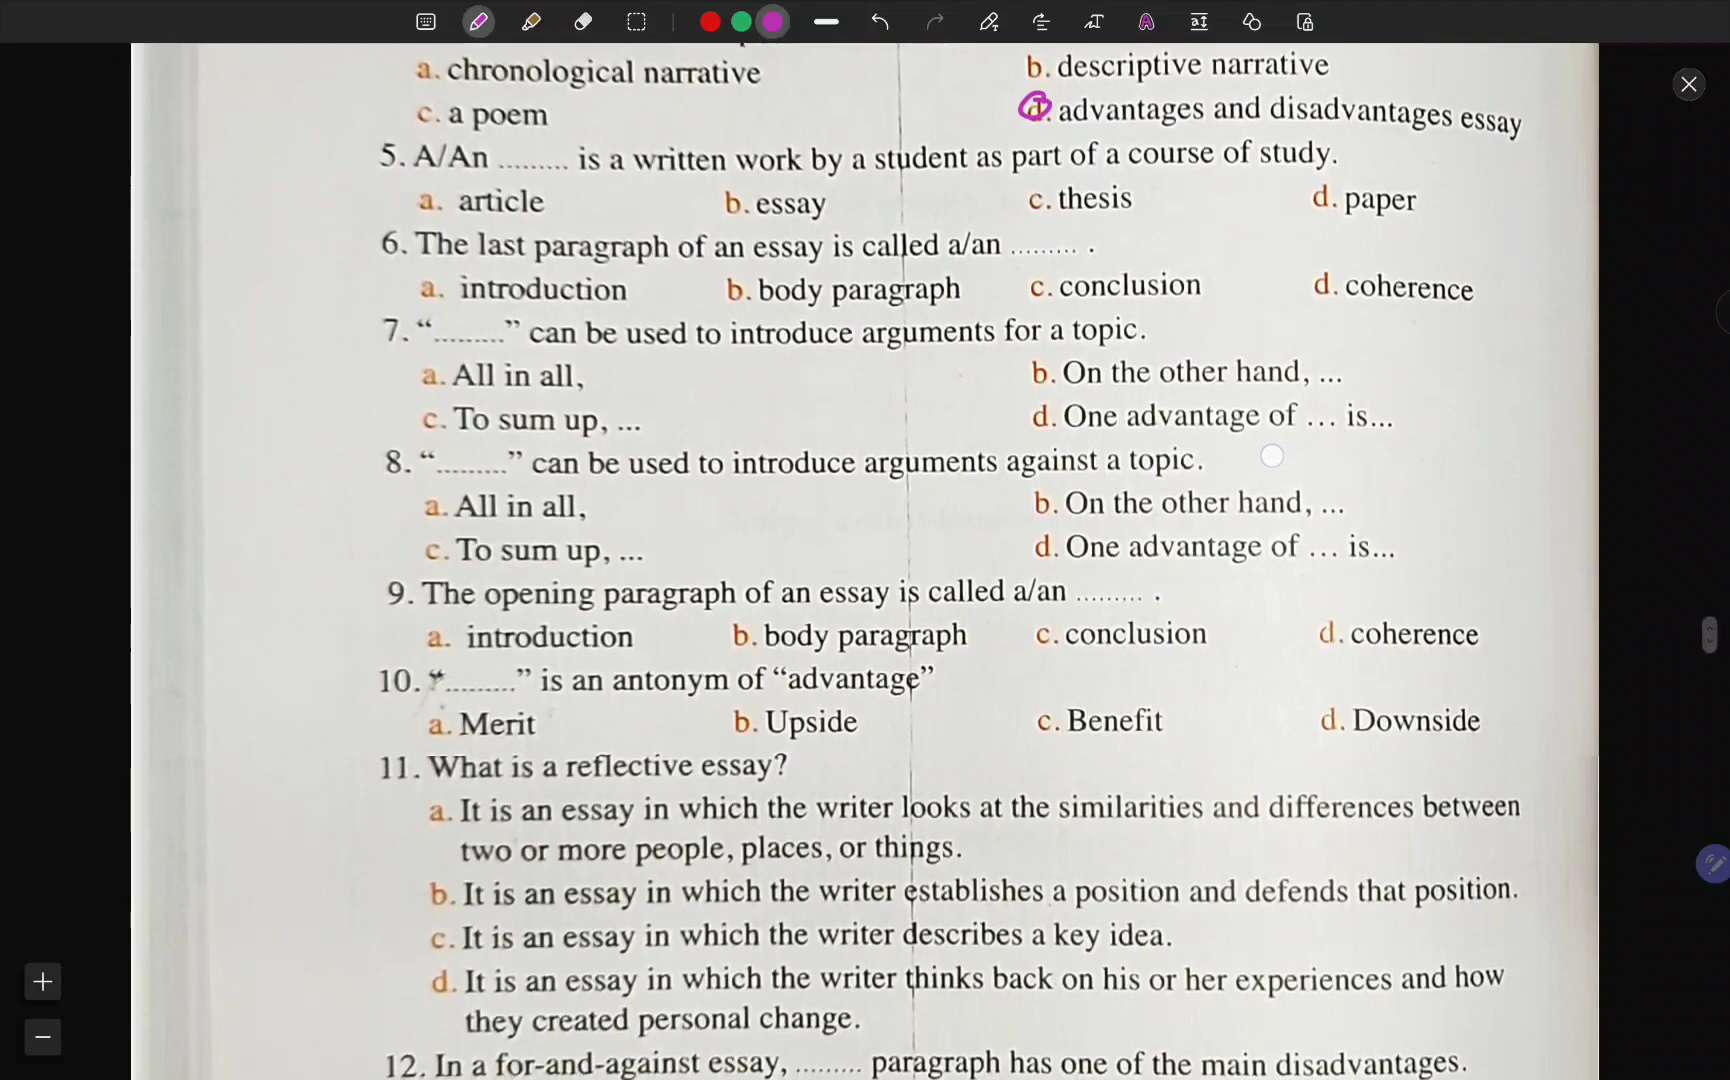 a. chronological narrative b. descriptive narrative
c. a poem d. advantages and disadvantages essay
5. A/An ......... is a written work by a student as part of a course of study.
a. article b. essay c. thesis d. paper
6. The last paragraph of an essay is called a/an ......... .
a. introduction b. body paragraph c. conclusion d. coherence
7. “.........” can be used to introduce arguments for a topic.
a. All in all, b. On the other hand, ...
c. To sum up, ... d. One advantage of ... is...
8. “.........” can be used to introduce arguments against a topic.
a. All in all, b. On the other hand, ...
c. To sum up, ... d. One advantage of ... is...
9. The opening paragraph of an essay is called a/an ......... .
a. introduction b. body paragraph c. conclusion d. coherence
10. “.........” is an antonym of “advantage”
a. Merit b. Upside c. Benefit d. Downside
11. What is a reflective essay?
a. It is an essay in which the writer looks at the similarities and differences between
two or more people, places, or things.
b. It is an essay in which the writer establishes a position and defends that position.
c. It is an essay in which the writer describes a key idea.
d. It is an essay in which the writer thinks back on his or her experiences and how
they created personal change.
12. In a for-and-against essay, ......... paragraph has one of the main disadvantages.